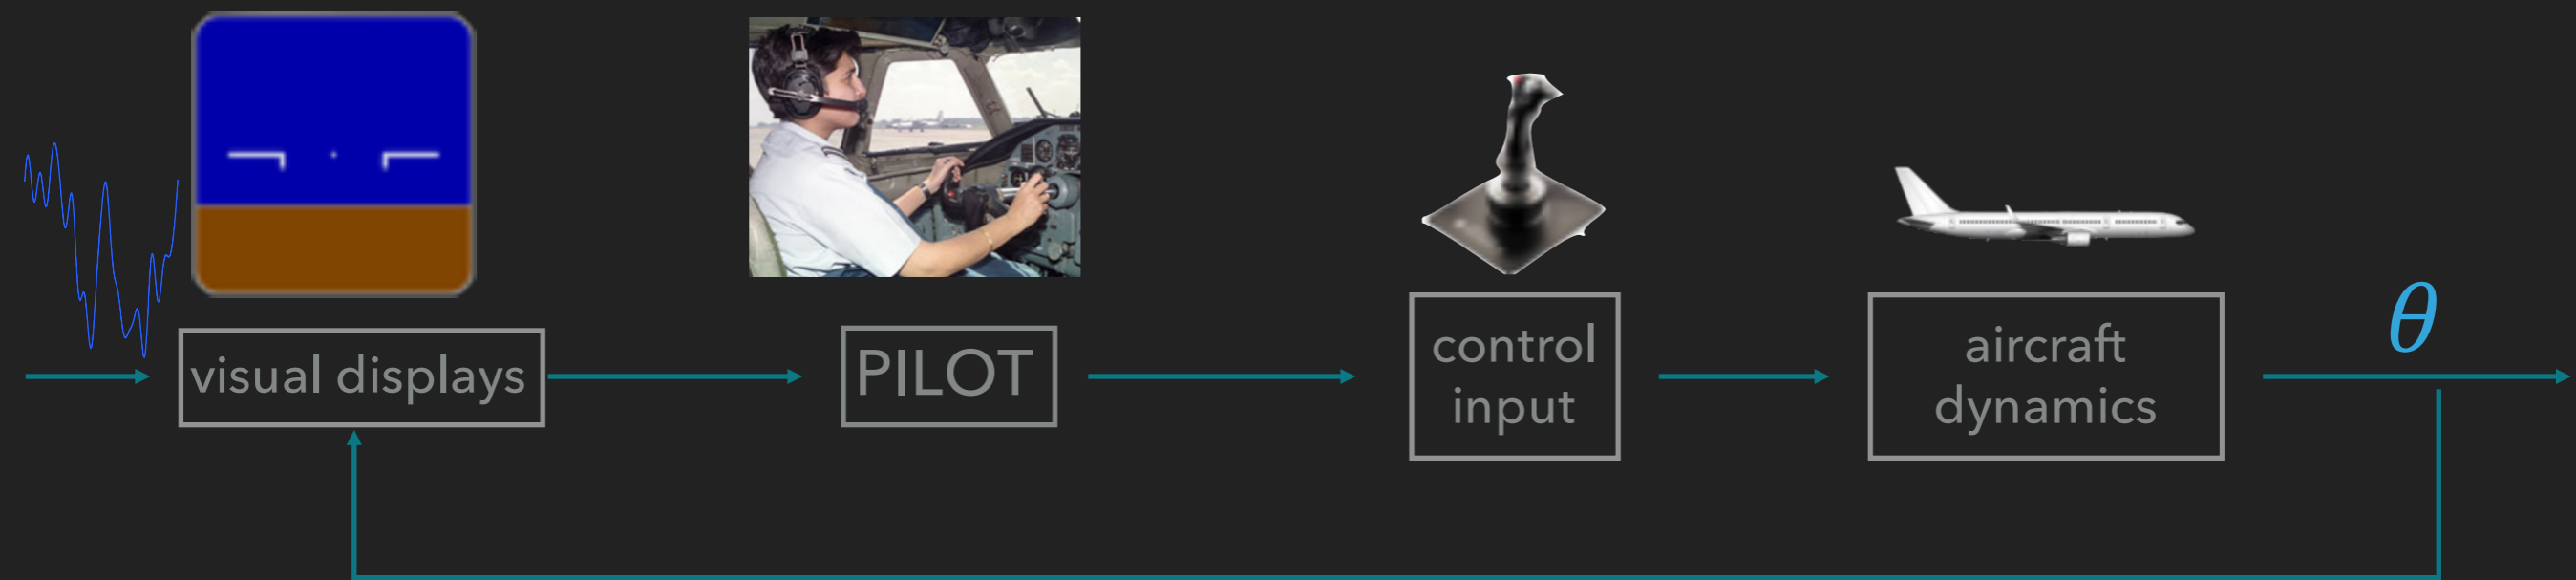 visual displays
PILOT
control
input
aircraft
dynamics
θ